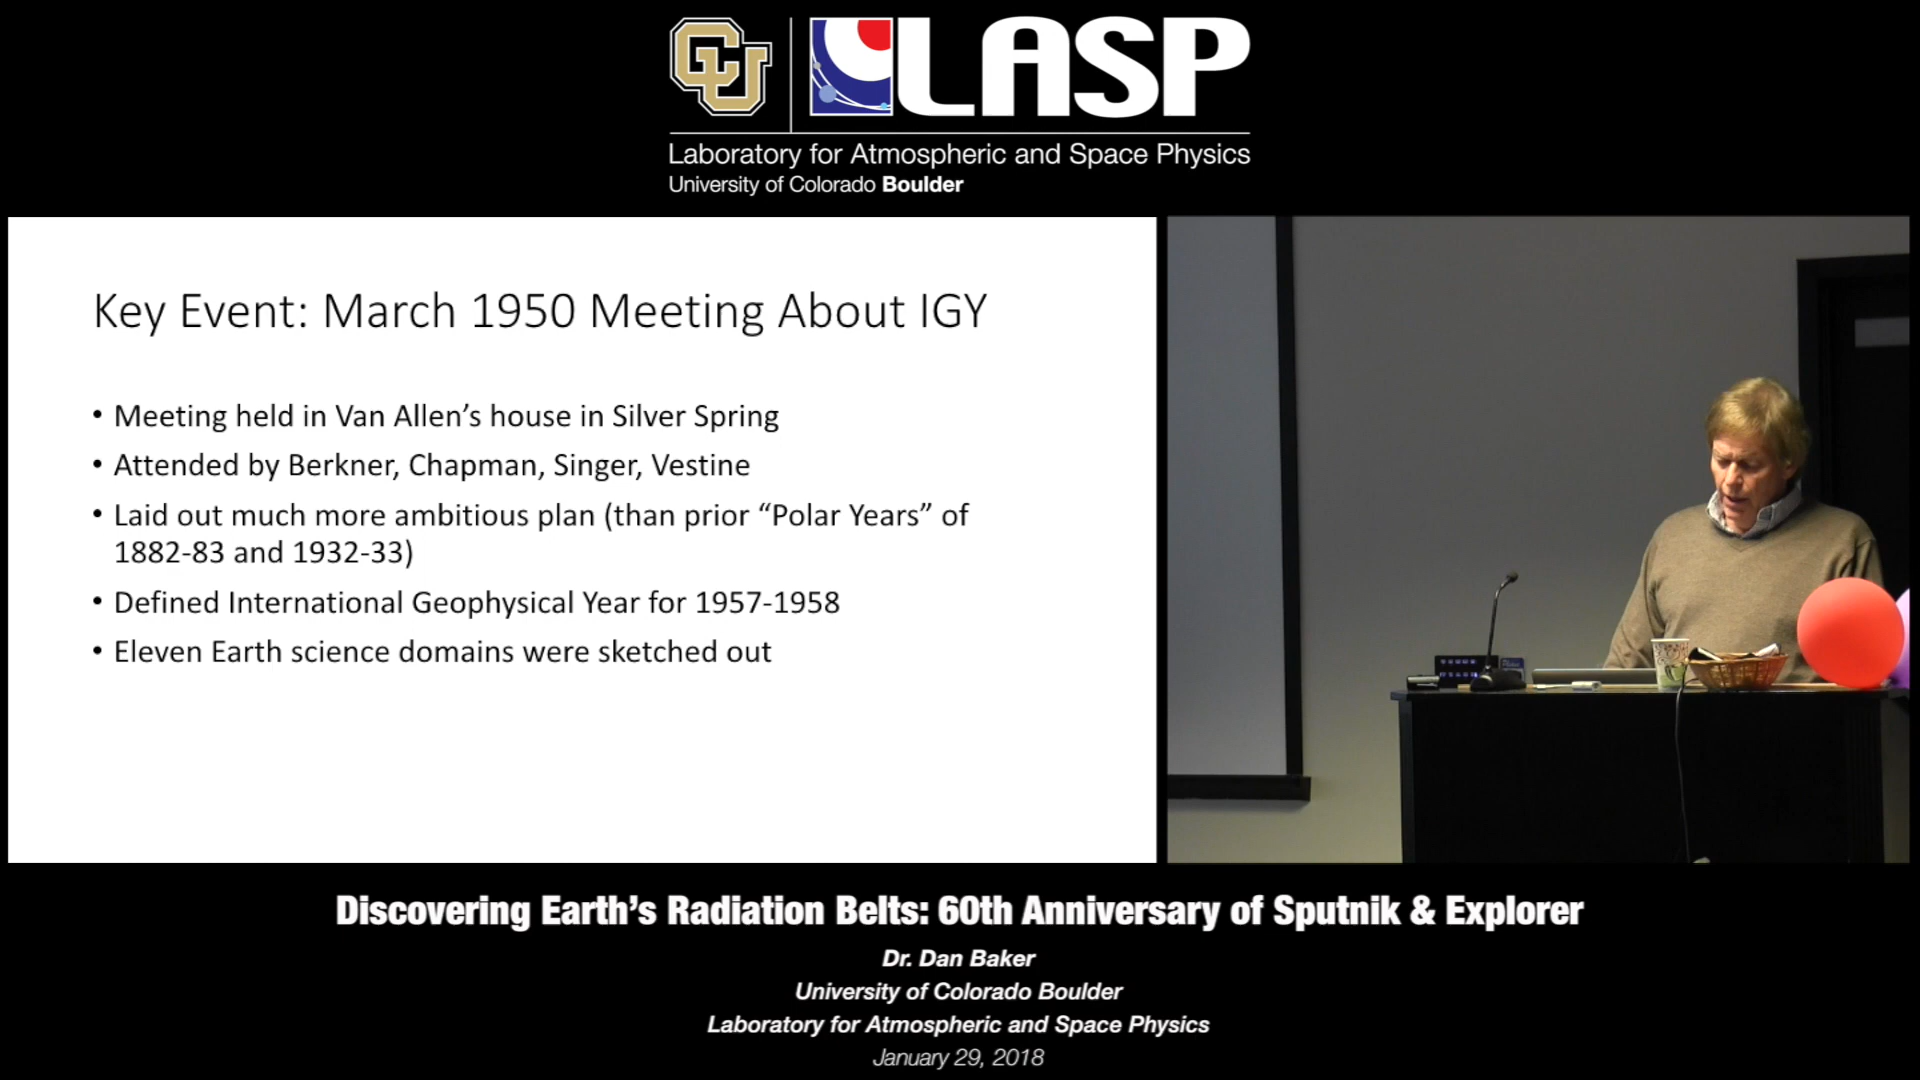 CU
LASP
Laboratory for Atmospheric and Space Physics
University of Colorado Boulder
Key Event: March 1950 Meeting About IGY
• Meeting held in Van Allen’s house in Silver Spring
• Attended by Berkner, Chapman, Singer, Vestine
• Laid out much more ambitious plan (than prior “Polar Years” of
1882-83 and 1932-33)
• Defined International Geophysical Year for 1957-1958
• Eleven Earth science domains were sketched out
Discovering Earth’s Radiation Belts: 60th Anniversary of Sputnik & Explorer
Dr. Dan Baker
University of Colorado Boulder
Laboratory for Atmospheric and Space Physics
January 29, 2018